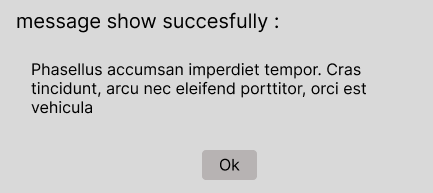 message show succesfully :
Phasellus accumsan imperdiet tempor. Cras
tincidunt, arcu nec eleifend porttitor, orci est
vehicula
Ok